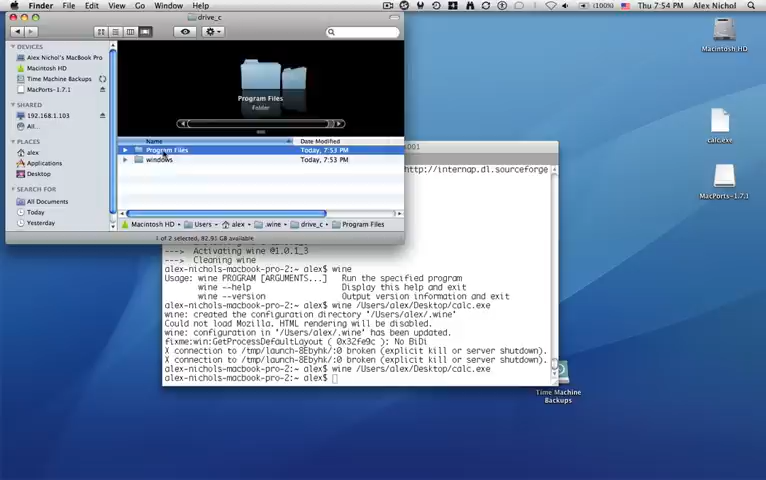 Finder File Edit View Go Window Help
(100%) Thu 7:54 PM Alex Nichol
drive_c
DEVICES
Alex Nichol's MacBook Pro
Macintosh HD
Time Machine Backups
MacPorts-1.7.1
SHARED
192.168.1.103
All...
PLACES
alex
Applications
Desktop
SEARCH FOR
All Documents
Today
Yesterday
Program Files
Folder
Name Date Modified
Program Files Today, 7:53 PM
windows Today, 7:53 PM
Macintosh HD Users alex .wine drive_c Program Files
1 of 2 selected, 82.91 GB available
http://internap.dl.sourceforge
---> Activating wine @1.0.1_3
---> Cleaning wine
alex-nichols-macbook-pro-2:~ alex$ wine
Usage: wine PROGRAM [ARGUMENTS...] Run the specified program
wine --help Display this help and exit
wine --version Output version information and exit
alex-nichols-macbook-pro-2:~ alex$ wine /Users/alex/Desktop/calc.exe
wine: created the configuration directory '/Users/alex/.wine'
Could not load Mozilla. HTML rendering will be disabled.
wine: configuration in '/Users/alex/.wine' has been updated.
fixme:win:GetProcessDefaultLayout ( 0x32fe9c ): No BiDi
X connection to /tmp/launch-8Ebyhk/:0 broken (explicit kill or server shutdown).
X connection to /tmp/launch-8Ebyhk/:0 broken (explicit kill or server shutdown).
alex-nichols-macbook-pro-2:~ alex$ wine /Users/alex/Desktop/calc.exe
alex-nichols-macbook-pro-2:~ alex$
Macintosh HD
calc.exe
MacPorts-1.7.1
Time Machine
Backups